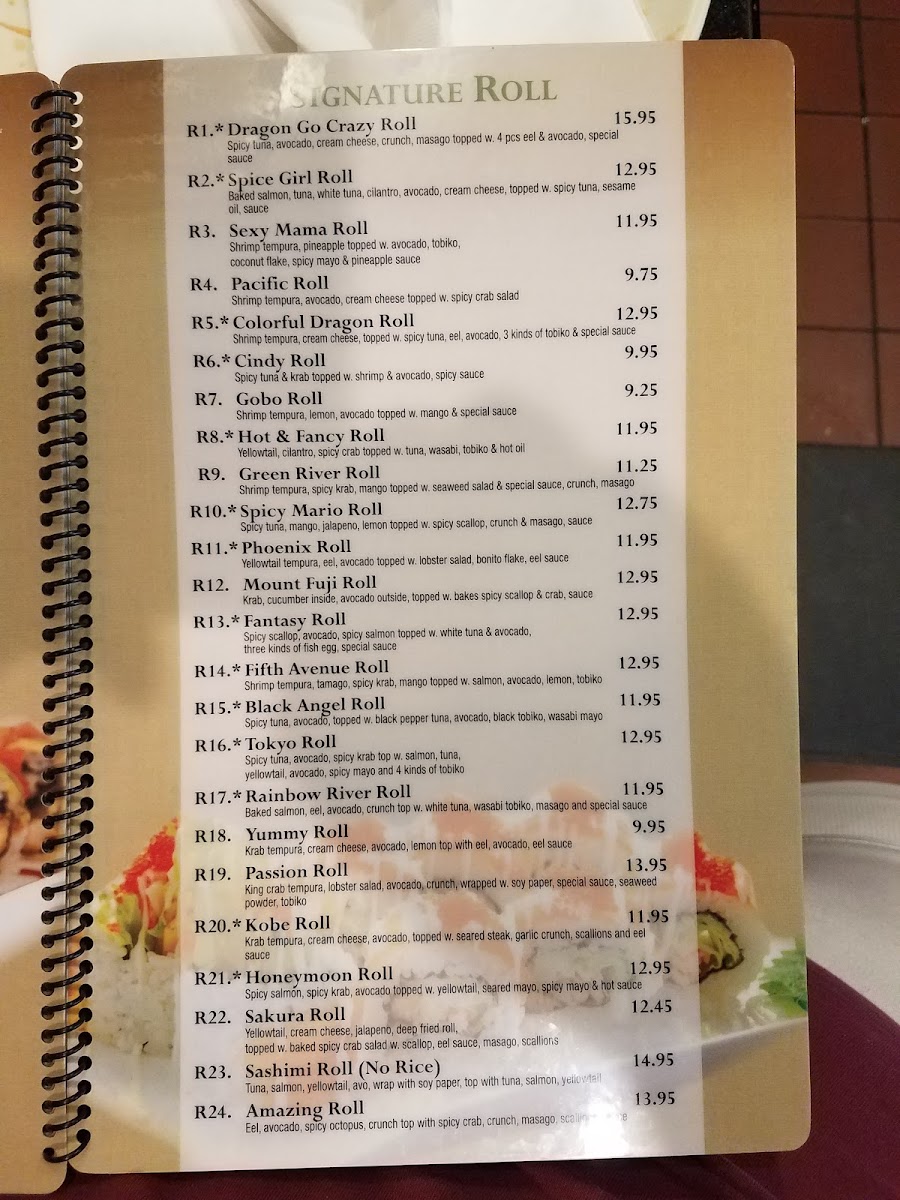 SIGNATURE ROLL
R1.* Dragon Go Crazy Roll 15.95
Spicy tuna, avocado, cream cheese, crunch, masago topped w. 4 pcs eel & avocado, special
sauce
R2.* Spice Girl Roll 12.95
Baked salmon, tuna, white tuna, cilantro, avocado, cream cheese, topped w. spicy tuna, sesame
oil, sauce
R3. Sexy Mama Roll 11.95
Shrimp tempura, pineapple topped w. avocado, tobiko,
coconut flake, spicy mayo & pineapple sauce
R4. Pacific Roll 9.75
Shrimp tempura, avocado, cream cheese topped w. spicy crab salad
R5.* Colorful Dragon Roll 12.95
Shrimp tempura, cream cheese, topped w. spicy tuna, eel, avocado, 3 kinds of tobiko & special sauce
R6.* Cindy Roll 9.95
Spicy tuna & krab topped w. shrimp & avocado, spicy sauce
R7. Gobo Roll 9.25
Shrimp tempura, lemon, avocado topped w. mango & special sauce
R8.* Hot & Fancy Roll 11.95
Yellowtail, cilantro, spicy crab topped w. tuna, wasabi, tobiko & hot oil
R9. Green River Roll 11.25
Shrimp tempura, spicy krab, mango topped w. seaweed salad & special sauce, crunch, masago
R10.* Spicy Mario Roll 12.75
Spicy tuna, mango, jalapeno, lemon topped w. spicy scallop, crunch & masago, sauce
R11.* Phoenix Roll 11.95
Yellowtail tempura, eel, avocado topped w. lobster salad, bonito flake, eel sauce
R12. Mount Fuji Roll 12.95
Krab, cucumber inside, avocado outside, topped w. bakes spicy scallop & crab, sauce
R13.* Fantasy Roll 12.95
Spicy scallop, avocado, spicy salmon topped w. white tuna & avocado,
three kinds of fish egg, special sauce
R14.* Fifth Avenue Roll 12.95
Shrimp tempura, tamago, spicy krab, mango topped w. salmon, avocado, lemon, tobiko
R15.* Black Angel Roll 11.95
Spicy tuna, avocado, topped w. black pepper tuna, avocado, black tobiko, wasabi mayo
R16.* Tokyo Roll 12.95
Spicy tuna, avocado, spicy krab top w. salmon, tuna,
yellowtail, avocado, spicy mayo and 4 kinds of tobiko
R17.* Rainbow River Roll 11.95
Baked salmon, eel, avocado, crunch top w. white tuna, wasabi tobiko, masago and special sauce
R18. Yummy Roll 9.95
Krab tempura, cream cheese, avocado, lemon top with eel, avocado, eel sauce
R19. Passion Roll 13.95
King crab tempura, lobster salad, avocado, crunch, wrapped w. soy paper, special sauce, seaweed
powder, tobiko
R20.* Kobe Roll 11.95
Krab tempura, cream cheese, avocado, topped w. seared steak, garlic crunch, scallions and eel
sauce
R21.* Honeymoon Roll 12.95
Spicy salmon, spicy krab, avocado topped w. yellowtail, seared mayo, spicy mayo & hot sauce
R22. Sakura Roll 12.45
Yellowtail, cream cheese, jalapeno, deep fried roll,
topped w. baked spicy crab salad w. scallop, eel sauce, masago, scallions
R23. Sashimi Roll (No Rice) 14.95
Tuna, salmon, yellowtail, avo, wrap with soy paper, top with tuna, salmon, yellowtail
R24. Amazing Roll 13.95
Eel, avocado, spicy octopus, crunch top with spicy crab, crunch, masago,